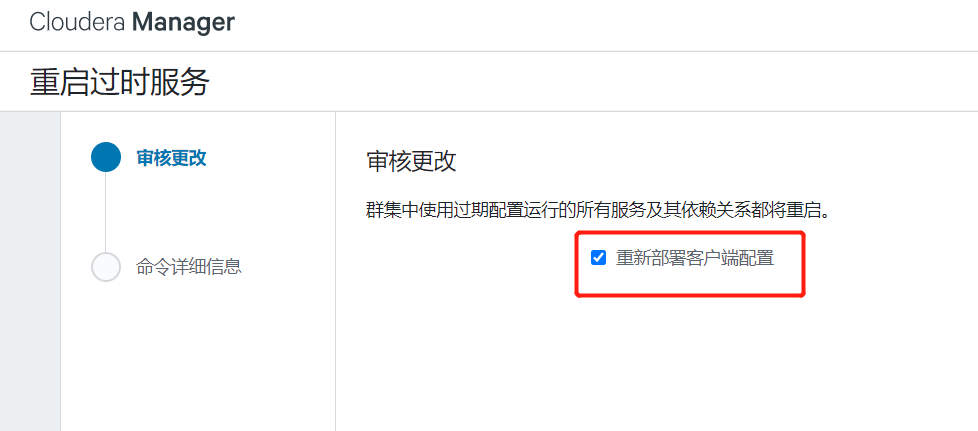 Cloudera Manager
重启过时服务
审核更改
命令详细信息
审核更改
群集中使用过期配置运行的所有服务及其依赖关系都将重启。
重新部署客户端配置